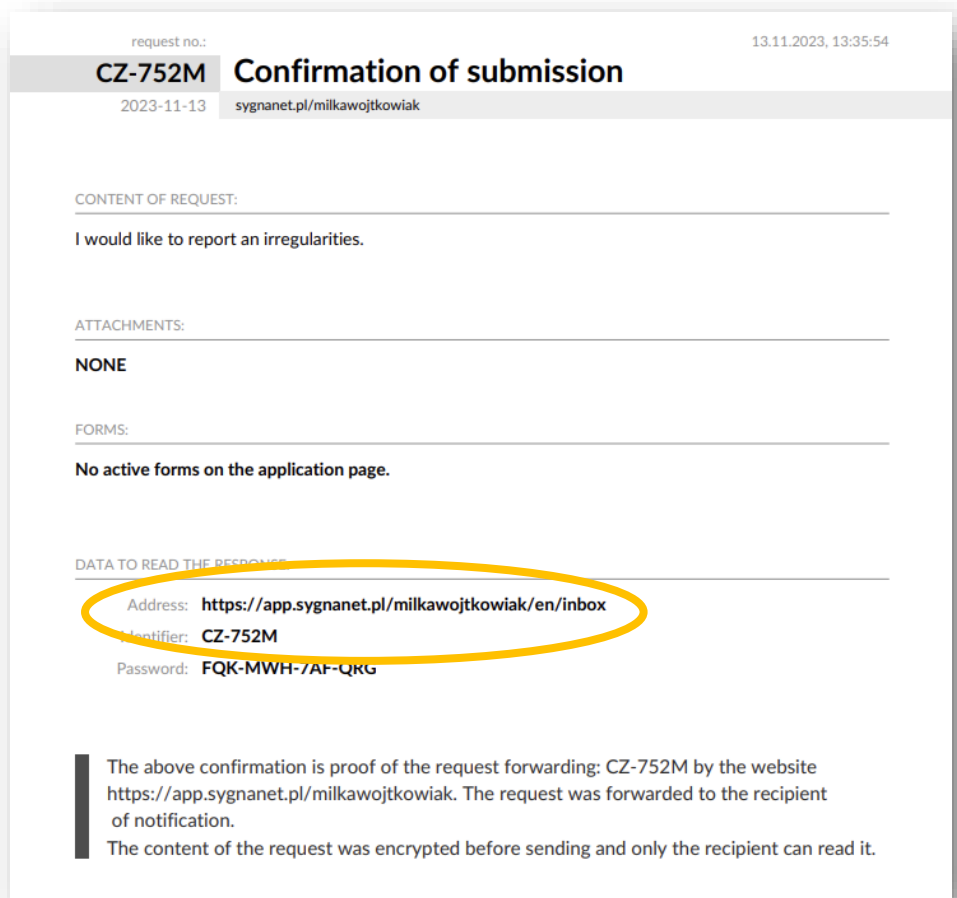 request no.:
13.11.2023, 13:35:54
CZ-752M Confirmation of submission
2023-11-13 sygnanet.pl/milkawojtkowiak
CONTENT OF REQUEST:
I would like to report an irregularities.
ATTACHMENTS:
NONE
FORMS:
No active forms on the application page.
DATA TO READ THE RESPONSE
Address: https://app.sygnanet.pl/milkawojtkowiak/en/inbox
Identifier: CZ-752M
Password: FQK-MWH-7AF-QRG
The above confirmation is proof of the request forwarding: CZ-752M by the website
https://app.sygnanet.pl/milkawojtkowiak. The request was forwarded to the recipient
of notification.
The content of the request was encrypted before sending and only the recipient can read it.